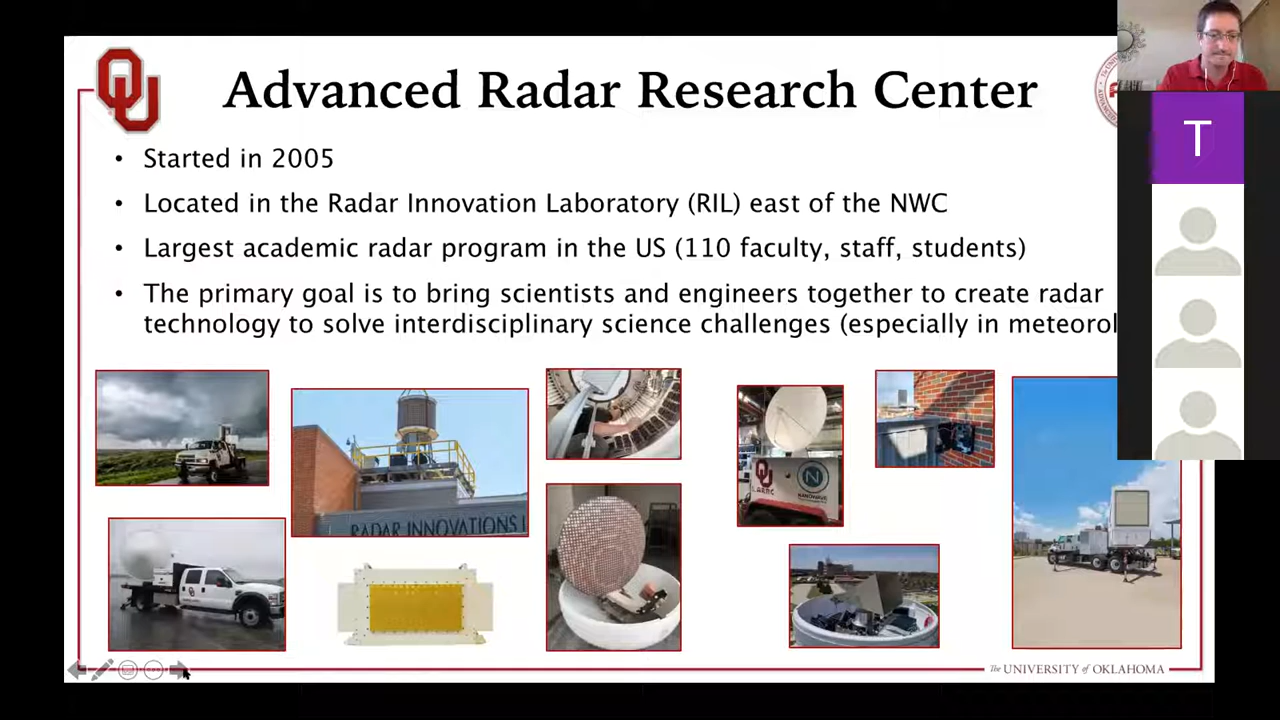 OU
Advanced Radar Research Center
T
• Started in 2005
• Located in the Radar Innovation Laboratory (RIL) east of the NWC
• Largest academic radar program in the US (110 faculty, staff, students)
• The primary goal is to bring scientists and engineers together to create radar
technology to solve interdisciplinary science challenges (especially in meteorol
RADAR INNOVATIONS L
N
The UNIVERSITY of OKLAHOMA